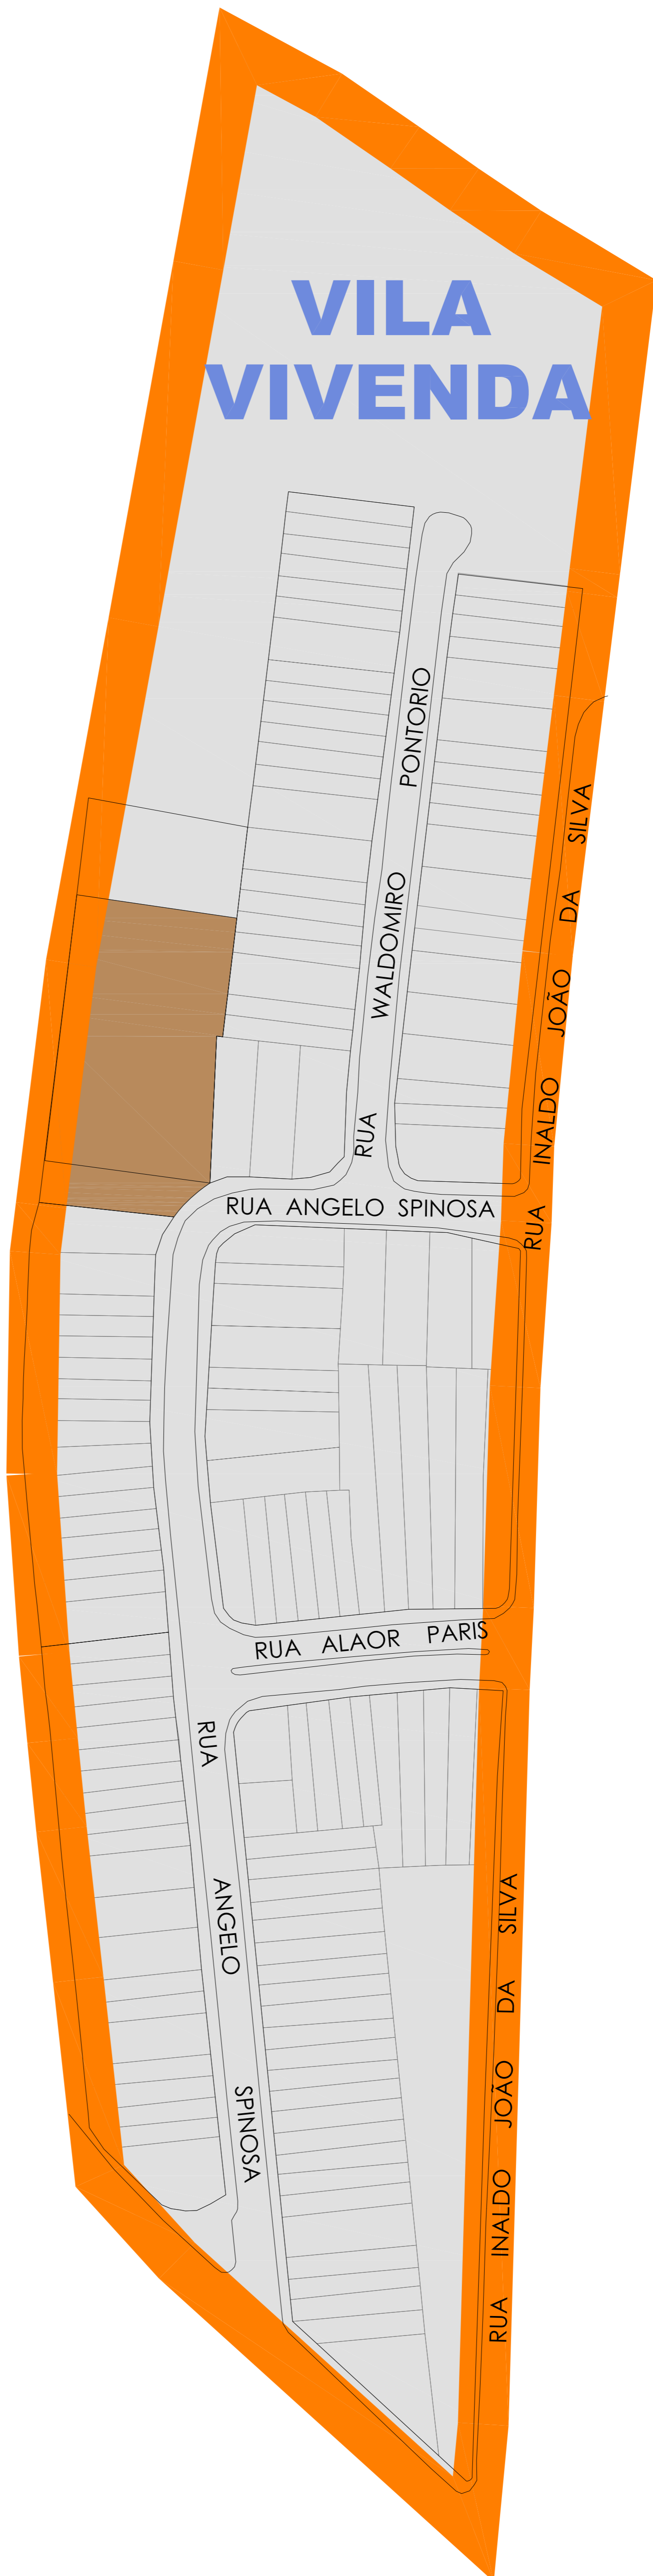 VILA
VIVENDA
RUA WALDOMIRO PONTORIO
RUA INALDO JOÃO DA SILVA
RUA ANGELO SPINOSA
RUA ALAOR PARIS
RUA ANGELO SPINOSA
RUA INALDO JOÃO DA SILVA